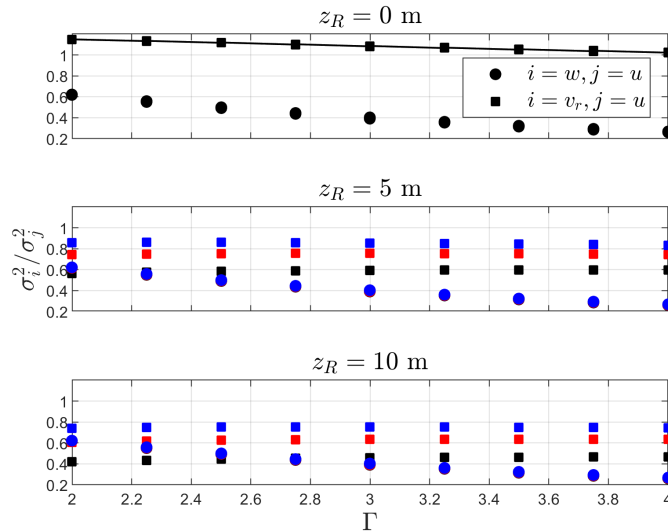 z_R = 0 m
1
0.8
0.6
0.4
0.2
i = w, j = u
i = v_r, j = u
z_R = 5 m
1
0.8
0.6
0.4
0.2
σ_i^2/σ_j^2
z_R = 10 m
1
0.8
0.6
0.4
0.2
2 2.2 2.4 2.6 2.8 3 3.2 3.4 3.6 3.8 4
Γ